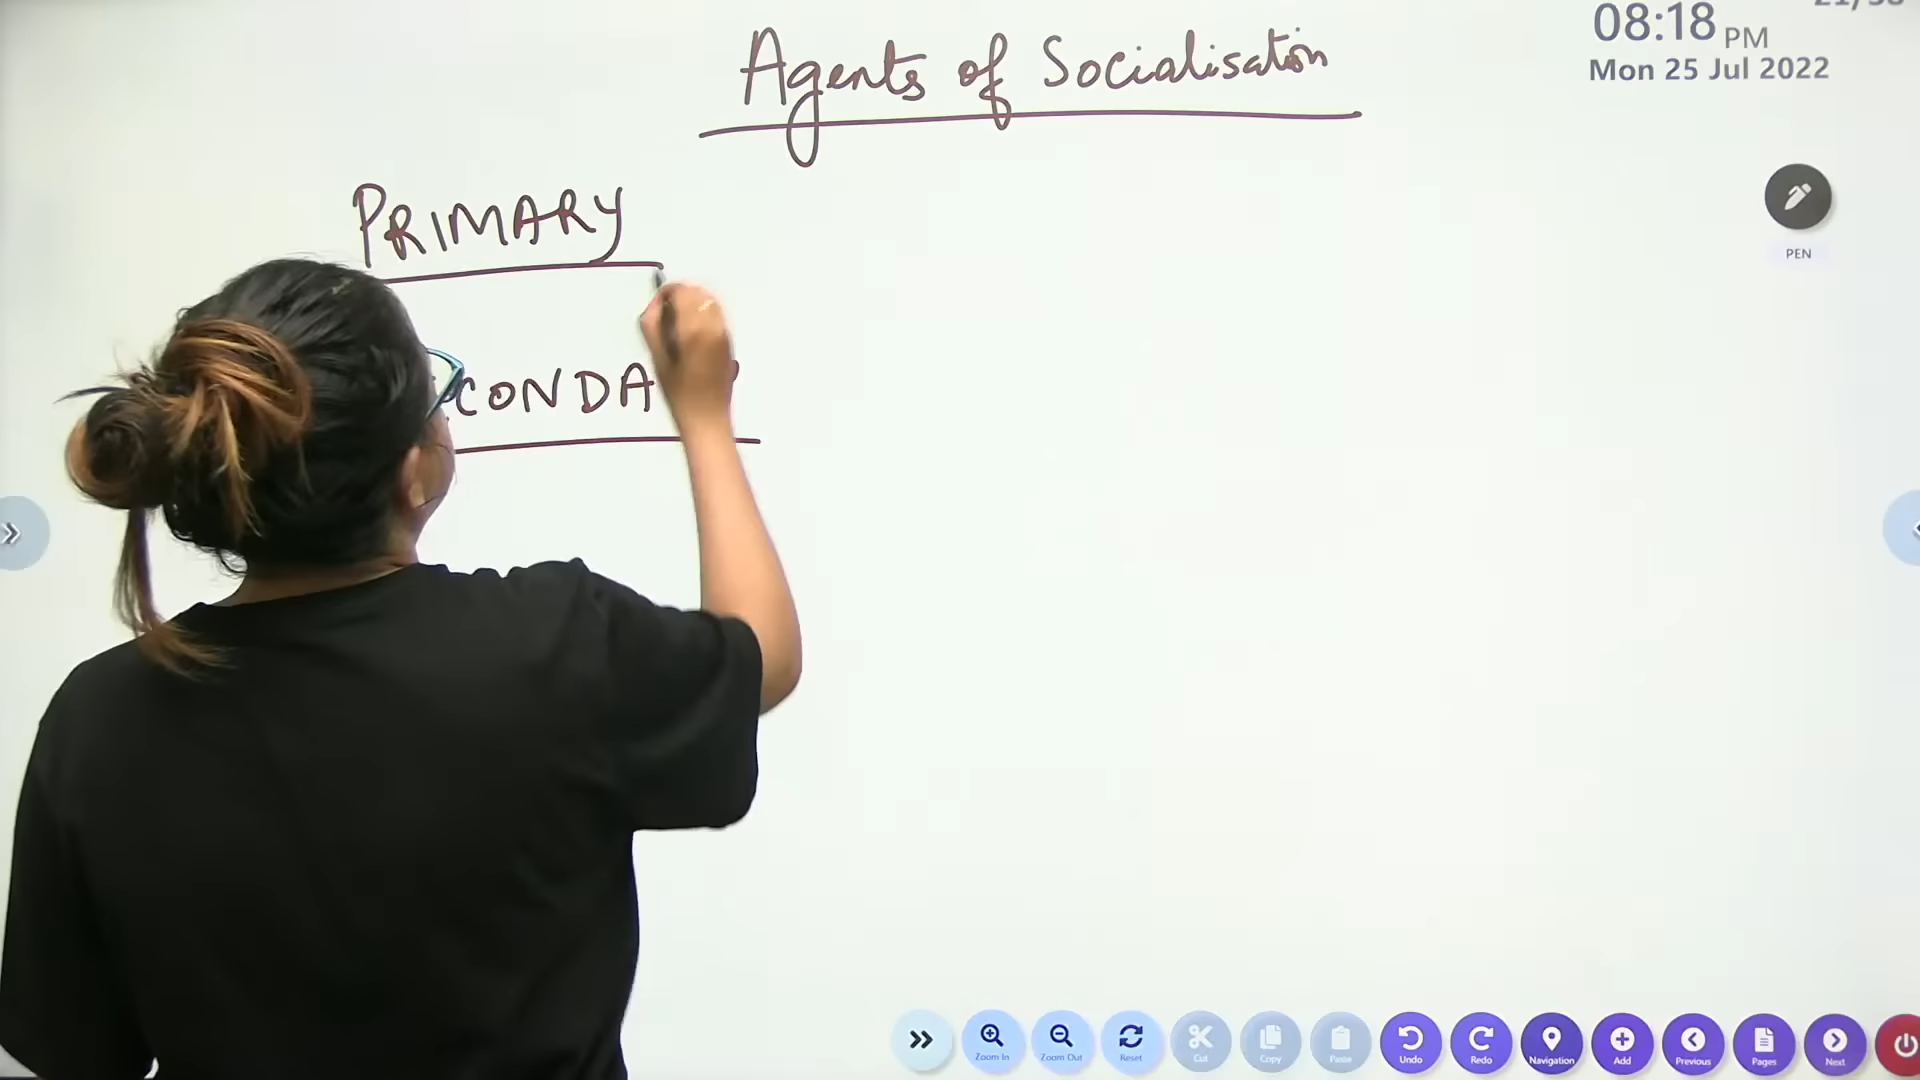 Agents of Socialisation
08:18 PM
Mon 25 Jul 2022
PRIMARY
PEN
CONDA
Zoom In
Zoom Out
Reset
Cut
Copy
Paste
Undo
Redo
Navigation
Add
Previous
Pages
Next